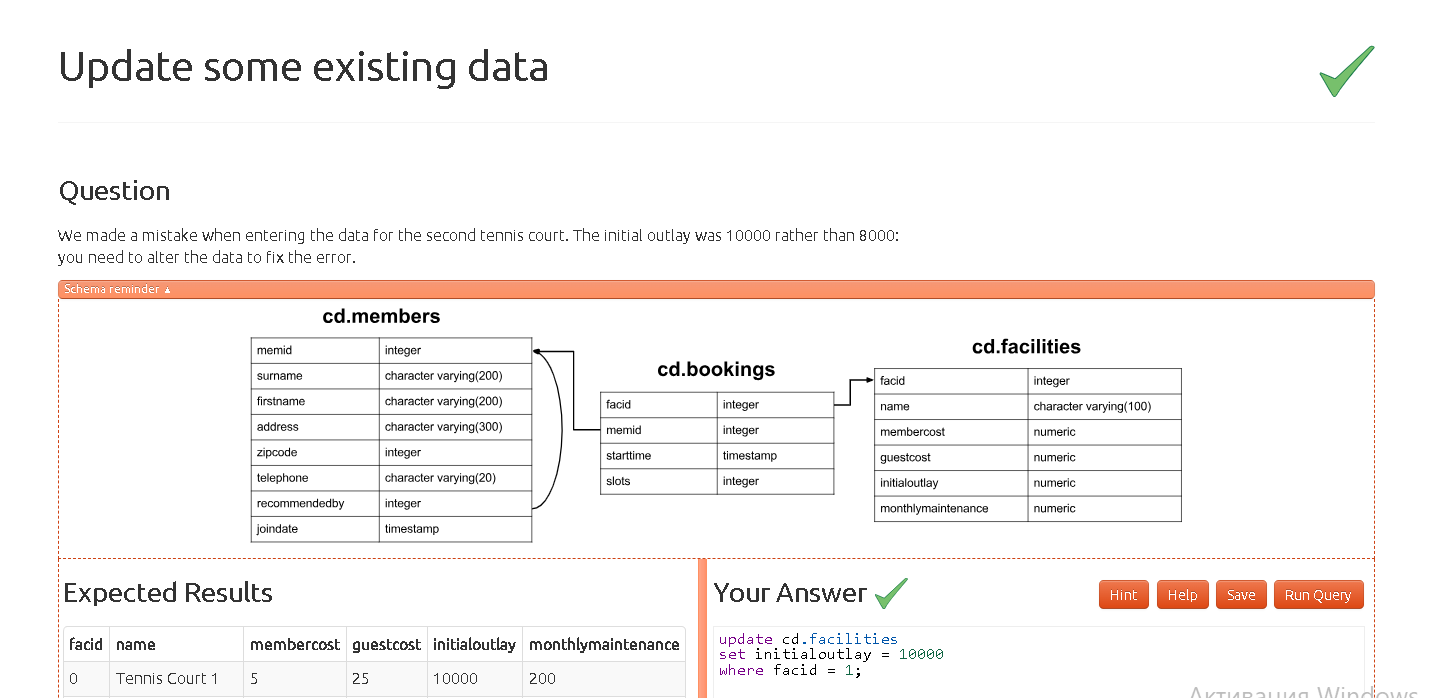 Update some existing data
Question
We made a mistake when entering the data for the second tennis court. The initial outlay was 10000 rather than 8000:
you need to alter the data to fix the error.
Schema reminder ▲
cd.members
memid integer
surname character varying(200)
firstname character varying(200)
address character varying(300)
zipcode integer
telephone character varying(20)
recommendedby integer
joindate timestamp
cd.bookings
facid integer
memid integer
starttime timestamp
slots integer
cd.facilities
facid integer
name character varying(100)
membercost numeric
guestcost numeric
initialoutlay numeric
monthlymaintenance numeric
Expected Results
facid name membercost guestcost initialoutlay monthlymaintenance
0 Tennis Court 1 5 25 10000 200
Your Answer
Hint Help Save Run Query
update cd.facilities
set initialoutlay = 10000
where facid = 1;
Активация Windows